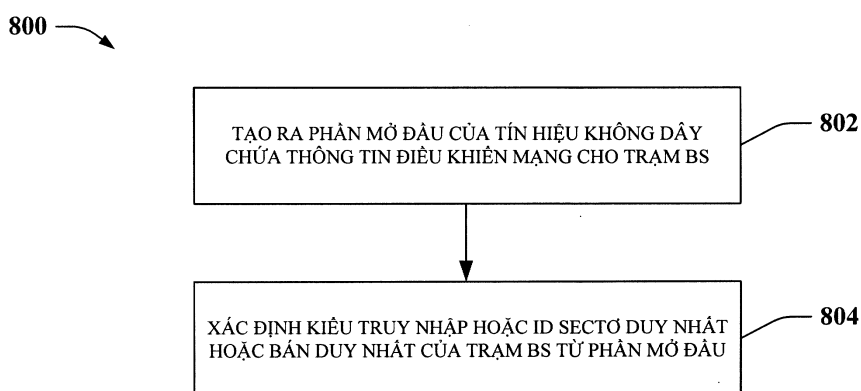 800
TẠO RA PHẦN MỞ ĐẦU CỦA TÍN HIỆU KHÔNG DÂY
CHỨA THÔNG TIN ĐIỀU KHIỂN MẠNG CHO TRẠM BS
802
XÁC ĐỊNH KIỂU TRUY NHẬP HOẶC ID SECTƠ DUY NHẤT
HOẶC BÁN DUY NHẤT CỦA TRẠM BS TỪ PHẦN MỞ ĐẦU
804